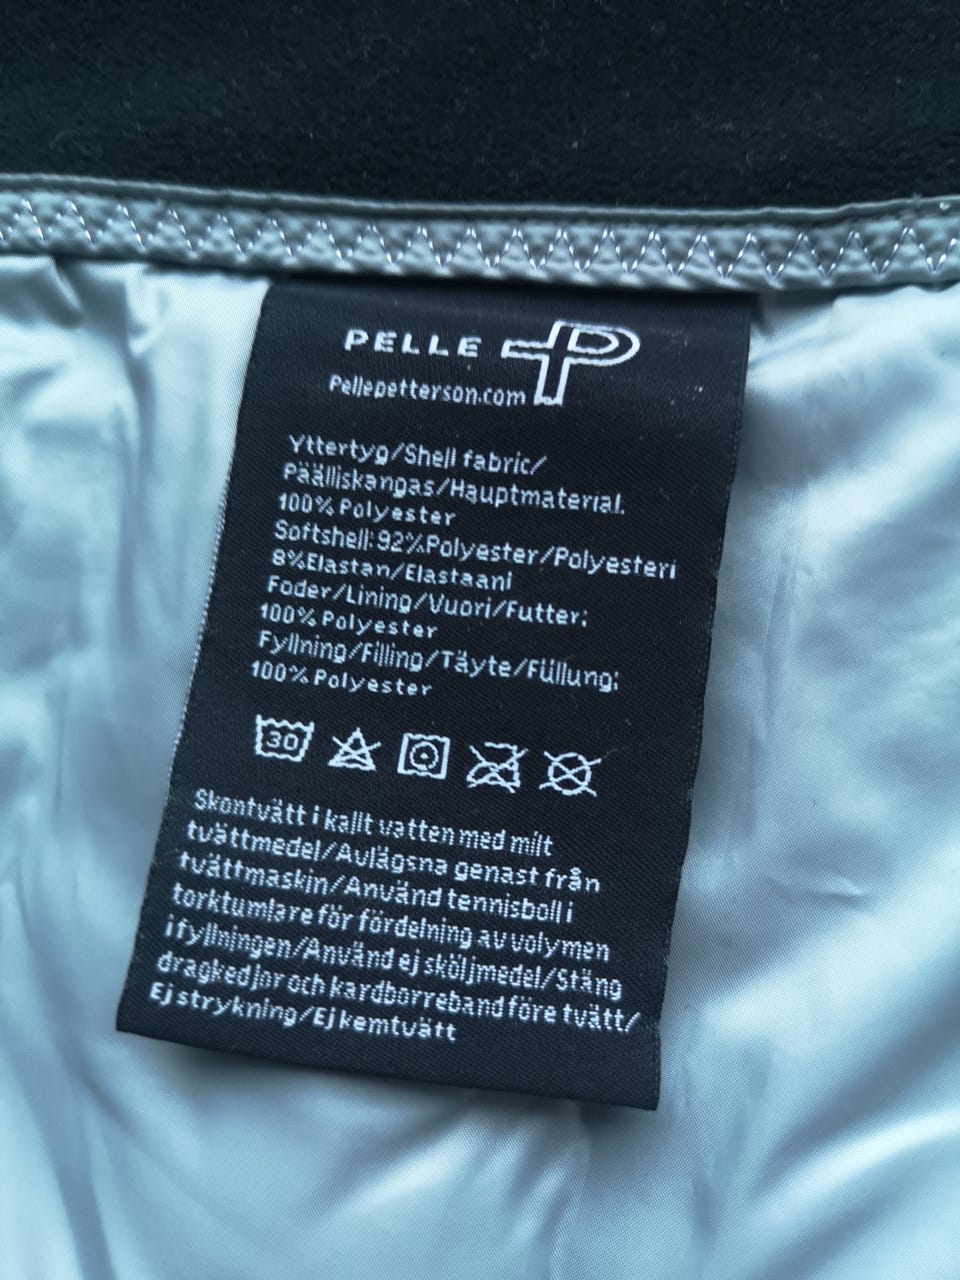 PELLE P
Pellepetterson.com
Yttertyg/Shell fabric/
Päälliskangas/Hauptmaterial.
100% Polyester
Softshell:92%Polyester/Polyesteri
8%Elastan/Elastaani
Foder/Lining/Vuori/Futter:
100% Polyester
Fyllning/Filling/Täyte/Füllung:
100% Polyester
30
Skontvätt i kallt vatten med milt
tvättmedel/Avlägsna genast från
tvättmaskin/Använd tennisboll i
torktumlare för fördelning av volymen
i fyllningen/Använd ej sköljmedel/Stäng
dragkedjor och kardborreband före tvätt/
Ej strykning/Ej kemtvätt